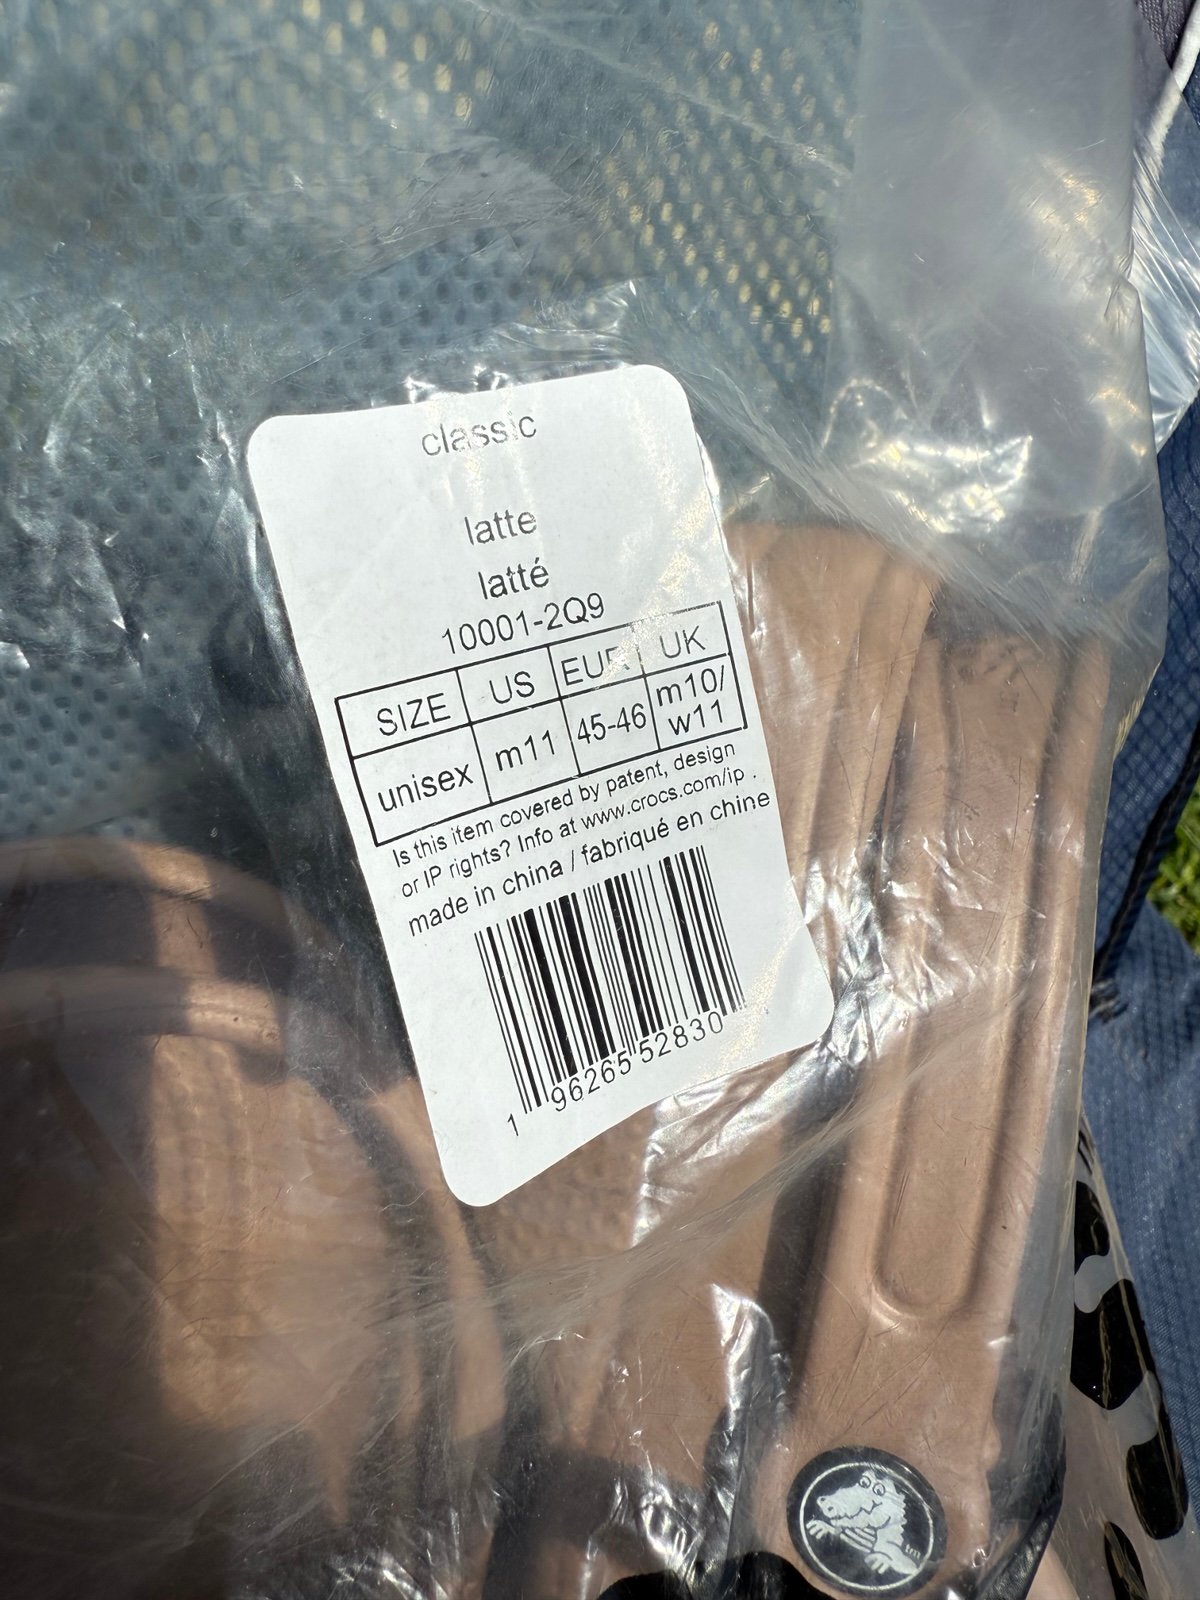 classic
latte
latté
10001-2Q9
SIZE US EUR UK
unisex m11 45-46 m10/
w11
Is this item covered by patent, design
or IP rights? Info at www.crocs.com/ip .
made in china / fabriqué en chine
1 96265 52830
tm